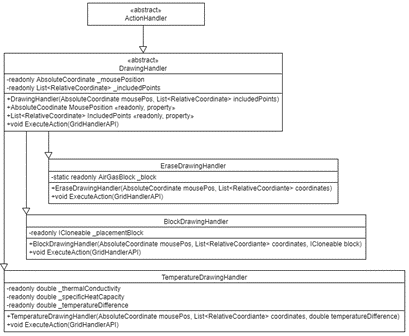 «abstract»
ActionHandler
«abstract»
DrawingHandler
-readonly AbsoluteCoordinate _mousePosition
-readonly List<RelativeCoordinate> _includedPoints
+DrawingHandler(AbsoluteCoordinate mousePos, List<RelativeCoordinate> includedPoints)
+AbsoluteCoodinate MousePosition «readonly, property»
+List<RelativeCoordinate> IncludedPoints «readonly, property»
+void ExecuteAction(GridHandlerAPI)
EraseDrawingHandler
-static readonly AirGasBlock _block
+EraseDrawingHandler(AbsoluteCoordinate mousePos, List<RelativeCoordiante> coordinates)
+void ExecuteAction(GridHandlerAPI)
BlockDrawingHandler
-readonly ICloneable _placementBlock
+BlockDrawingHandler(AbsoluteCoordinate mousePos, List<RelativeCoordiante> coordinates, ICloneable block)
+void ExecuteAction(GridHandlerAPI)
TemperatureDrawingHandler
-readonly double _thermalConductivity
-readonly double _specificHeatCapacity
-readonly double _temperatureDifference
+TemperatureDrawingHandler(AbsoluteCoordinate mousePos, List<RelativeCoordinate> coordinates, double temperatureDifference)
+void ExecuteAction(GridHandlerAPI)